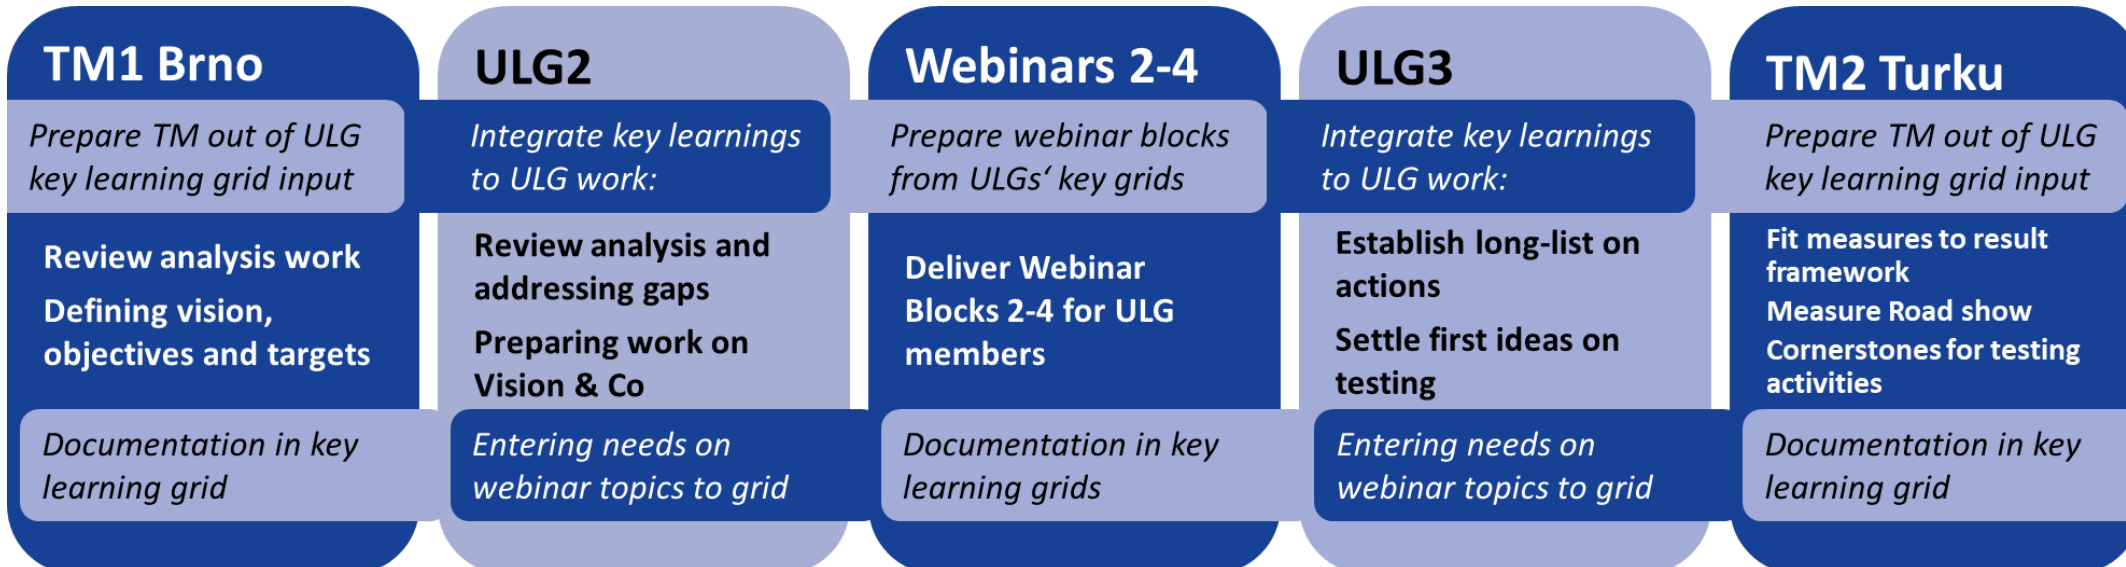 TM1 Brno
Prepare TM out of ULG
key learning grid input
Review analysis work
Defining vision,
objectives and targets
Documentation in key
learning grid
ULG2
Integrate key learnings
to ULG work:
Review analysis and
addressing gaps
Preparing work on
Vision & Co
Entering needs on
webinar topics to grid
Webinars 2-4
Prepare webinar blocks
from ULGs‘ key grids
Deliver Webinar
Blocks 2-4 for ULG
members
Documentation in key
learning grids
ULG3
Integrate key learnings
to ULG work:
Establish long-list on
actions
Settle first ideas on
testing
Entering needs on
webinar topics to grid
TM2 Turku
Prepare TM out of ULG
key learning grid input
Fit measures to result
framework
Measure Road show
Cornerstones for testing
activities
Documentation in key
learning grid